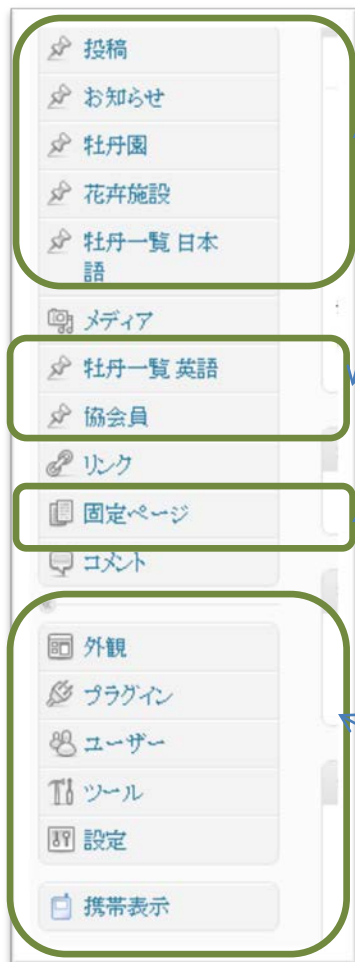 投稿
お知らせ
牡丹園
花卉施設
牡丹一覧 日本
語
メディア
牡丹一覧 英語
協会員
リンク
固定ページ
コメント
外観
プラグイン
ユーザー
ツール
設定
携帯表示